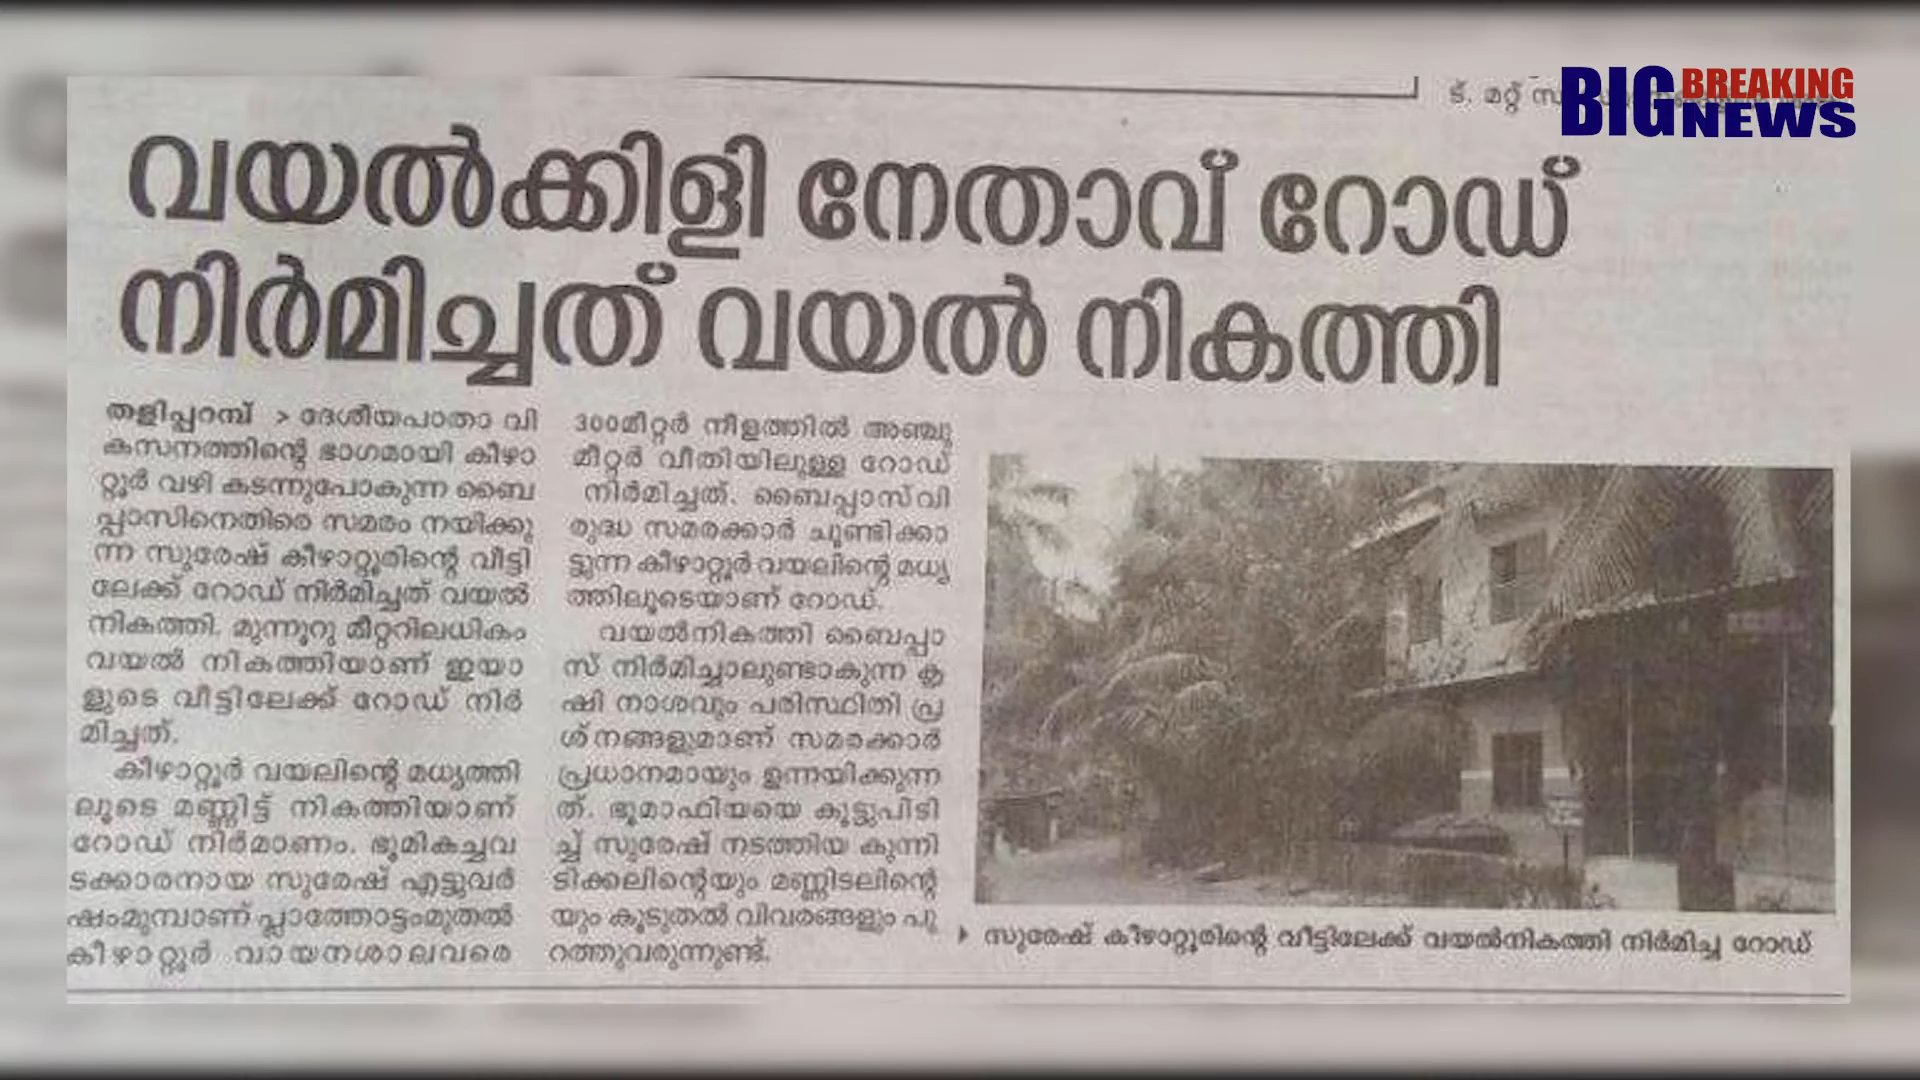 BIG BREAKING
NEWS
വയൽക്കിളി നേതാവ് റോഡ്
നിർമിച്ചത് വയൽ നികത്തി
തളിപ്പറമ്പ് > ദേശീയപാതാ വി
കസനത്തിന്റെ ഭാഗമായി കീഴാ
റ്റൂർ വഴി കടന്നുപോകുന്ന ബൈ
പ്പാസിനെതിരെ സമരം നയിക്കു
ന്ന സുരേഷ് കീഴാറ്റൂരിന്റെ വീട്ടി
ലേക്ക് റോഡ് നിർമിച്ചത് വയൽ
നികത്തി. മുന്നൂറു മീറ്ററിലധികം
വയൽ നികത്തിയാണ് ഇയാ
ളുടെ വീട്ടിലേക്ക് റോഡ് നിർ
മിച്ചത്.
കീഴാറ്റൂർ വയലിന്റെ മധ്യത്തി
ലൂടെ മണ്ണിട്ട് നികത്തിയാണ്
റോഡ് നിർമാണം. ഭൂമികച്ചവ
ടക്കാരനായ സുരേഷ് എട്ടുവർ
ഷംമുമ്പാണ് പ്ലാത്തോട്ടംമുതൽ
കീഴാറ്റൂർ വായനശാലവരെ
300മീറ്റർ നീളത്തിൽ അഞ്ചു
മീറ്റർ വീതിയിലുള്ള റോഡ്
നിർമിച്ചത്. ബൈപ്പാസ്‌വി
രുദ്ധ സമരക്കാർ ചൂണ്ടിക്കാ
ട്ടുന്ന കീഴാറ്റൂർ വയലിന്റെ മധ്യ
ത്തിലൂടെയാണ് റോഡ്.
വയൽനികത്തി ബൈപ്പാ
സ് നിർമിച്ചാലുണ്ടാകുന്ന കൃ
ഷി നാശവും പരിസ്ഥിതി പ്ര
ശ്നങ്ങളുമാണ് സമരക്കാർ
പ്രധാനമായും ഉന്നയിക്കുന്ന
ത്. ഭൂമാഫിയയെ കൂട്ടുപിടി
ച്ച് സുരേഷ് നടത്തിയ കുന്നി
ടിക്കലിന്റെയും മണ്ണിടലിന്റെ
യും കൂടുതൽ വിവരങ്ങളും പു
റത്തുവരുന്നുണ്ട്.
സുരേഷ് കീഴാറ്റൂരിന്റെ വീട്ടിലേക്ക് വയൽനികത്തി നിർമിച്ച റോഡ്